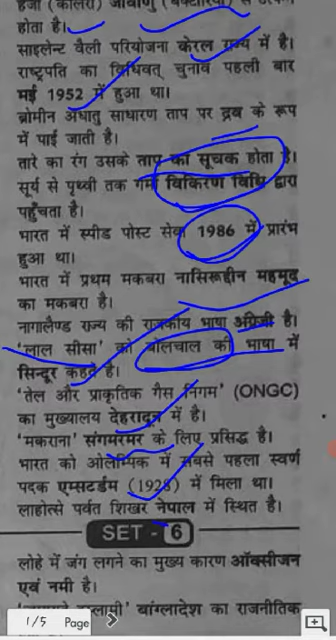 हैजा (कॉलरा) जीवाणु (बैक्टीरिया) से उत्पन्न
होता है।
साइलेन्ट वैली परियोजना केरल राज्य में है।
राष्ट्रपति का विधिवत् चुनाव पहली बार
मई 1952 में हुआ था।
ब्रोमीन अधातु साधारण ताप पर द्रव के रूप
में पाई जाती है।
तारे का रंग उसके ताप का सूचक होता है।
सूर्य से पृथ्वी तक गर्मी विकिरण विधि द्वारा
पहुँचता है।
भारत में स्पीड पोस्ट सेवा 1986 में प्रारंभ
हुआ था।
भारत में प्रथम मकबरा नासिरूद्दीन महमूद
का मकबरा है।
नागालैण्ड राज्य की राजकीय भाषा अंग्रेजी है।
'लाल सीसा' को बोलचाल की भाषा में
सिन्दूर कहते है।
'तेल और प्राकृतिक गैस निगम' (ONGC)
का मुख्यालय देहरादून में है।
'मकराना' संगमरमर के लिए प्रसिद्ध है।
भारत को ओलम्पिक में सबसे पहला स्वर्ण
पदक एम्सटर्डम (1928) में मिला था।
लाहोत्से पर्वत शिखर नेपाल में स्थित है।
SET - 6
लोहे में जंग लगने का मुख्य कारण ऑक्सीजन
एवं नमी है।
बांग्लादेश का राजनीतिक
1/5 Page